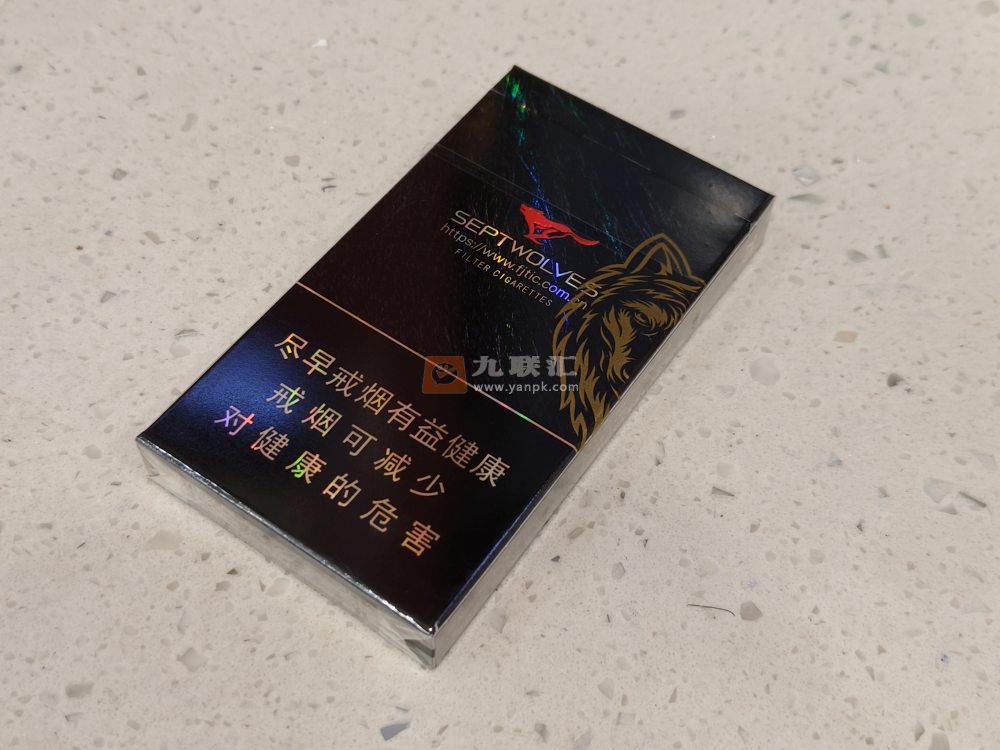 SEPTWOLVES
https://www.fjtic.com.cn
FILTER CIGARETTES
尽早戒烟有益健康
戒烟可减少
对健康的危害
九联汇
www.yanpk.com